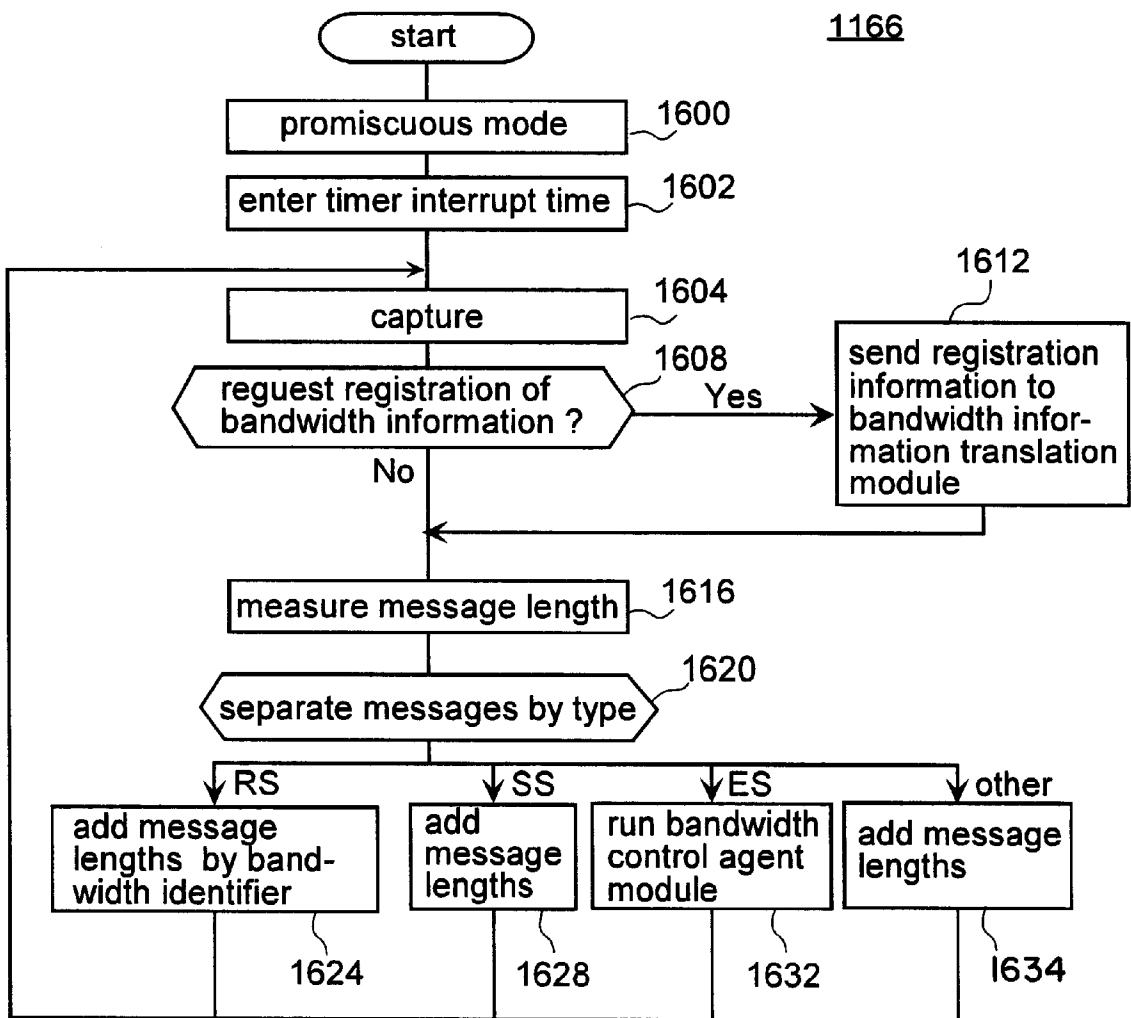 start
1166
promiscuous mode
1600
enter timer interrupt time
1602
capture
1604
1612
reguest registration of
bandwidth information ?
1608
Yes
No
send registration
information to
bandwidth infor-
mation translation
module
measure message length
1616
separate messages by type
1620
RS
SS
ES
other
add message
lengths by band-
width identifier
add
message
lengths
run bandwidth
control agent
module
add message
lengths
1624
1628
1632
1634